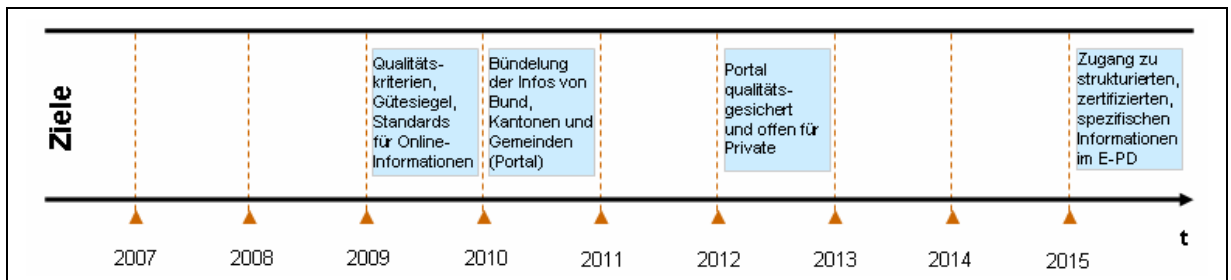 Ziele
Qualitäts-
kriterien,
Gütesiegel,
Standards
für Online-
Informationen
Bündelung
der Infos von
Bund,
Kantonen und
Gemeinden
(Portal)
Portal
qualitäts-
gesichert
und offen für
Private
Zugang zu
strukturierten,
zertifizierten,
spezifischen
Informationen
im E-PD
t
2007 2008 2009 2010 2011 2012 2013 2014 2015